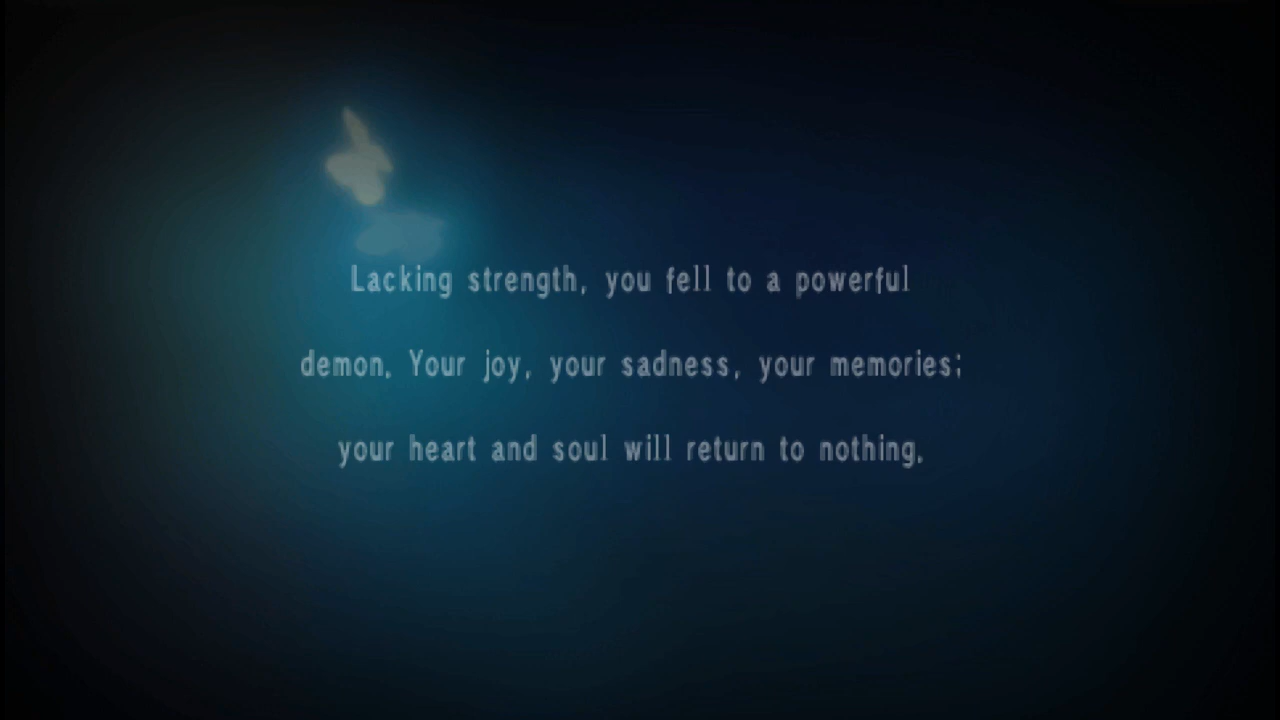 Lacking strength, you fell to a powerful
demon. Your joy, your sadness, your memories;
your heart and soul will return to nothing.